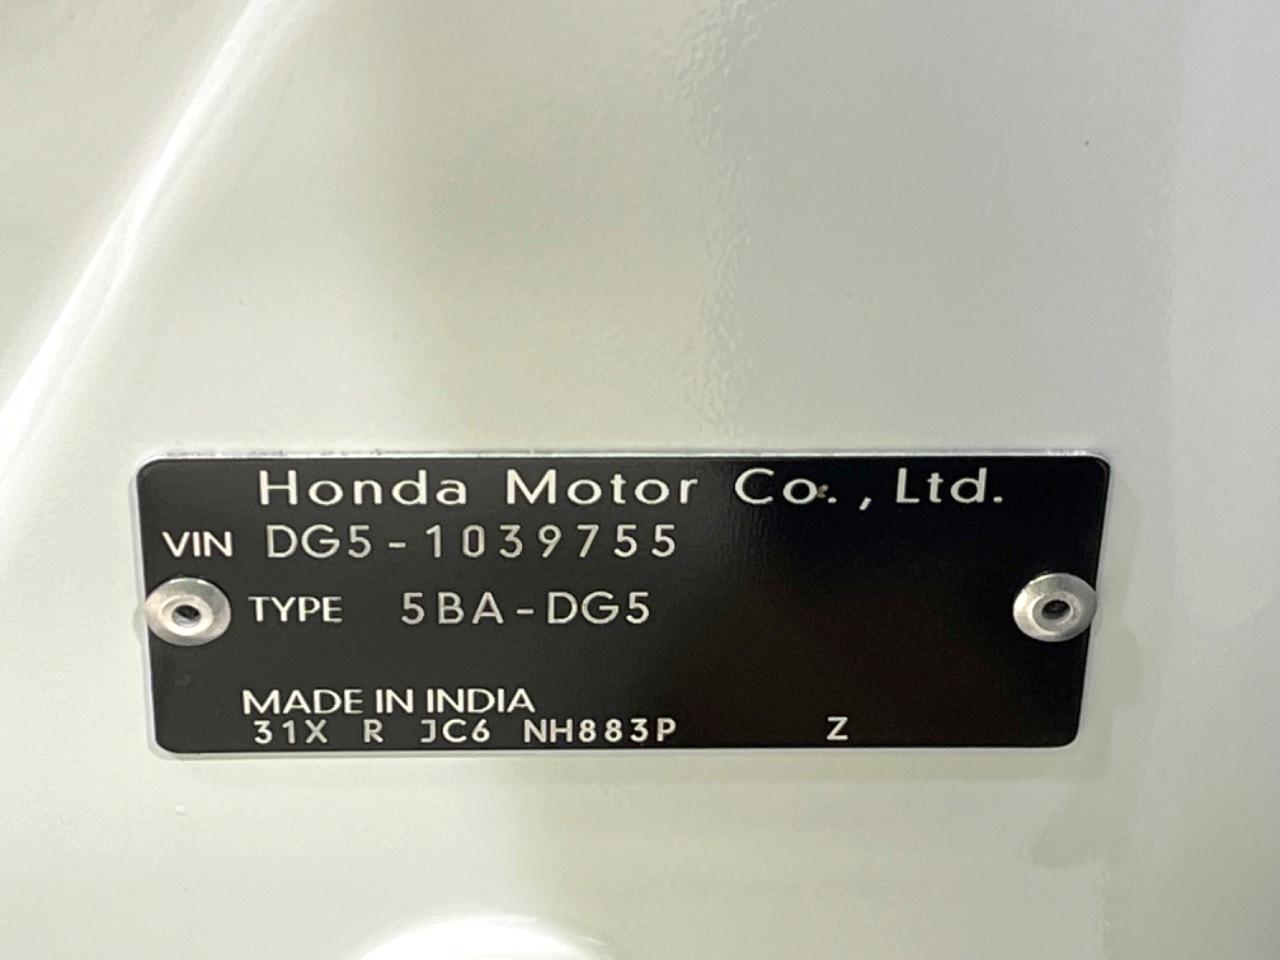 Honda Motor Co., Ltd.
VIN DG5-1039755
TYPE 5BA-DG5
MADE IN INDIA
31X R JC6 NH883P Z